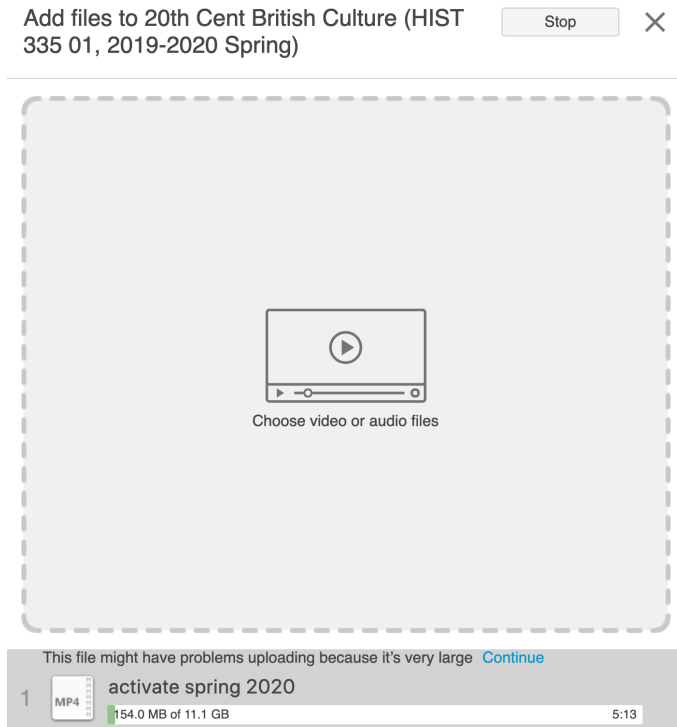 Add files to 20th Cent British Culture (HIST
335 01, 2019-2020 Spring)
Stop
Choose video or audio files
This file might have problems uploading because it's very large Continue
1
MP4
activate spring 2020
154.0 MB of 11.1 GB
5:13